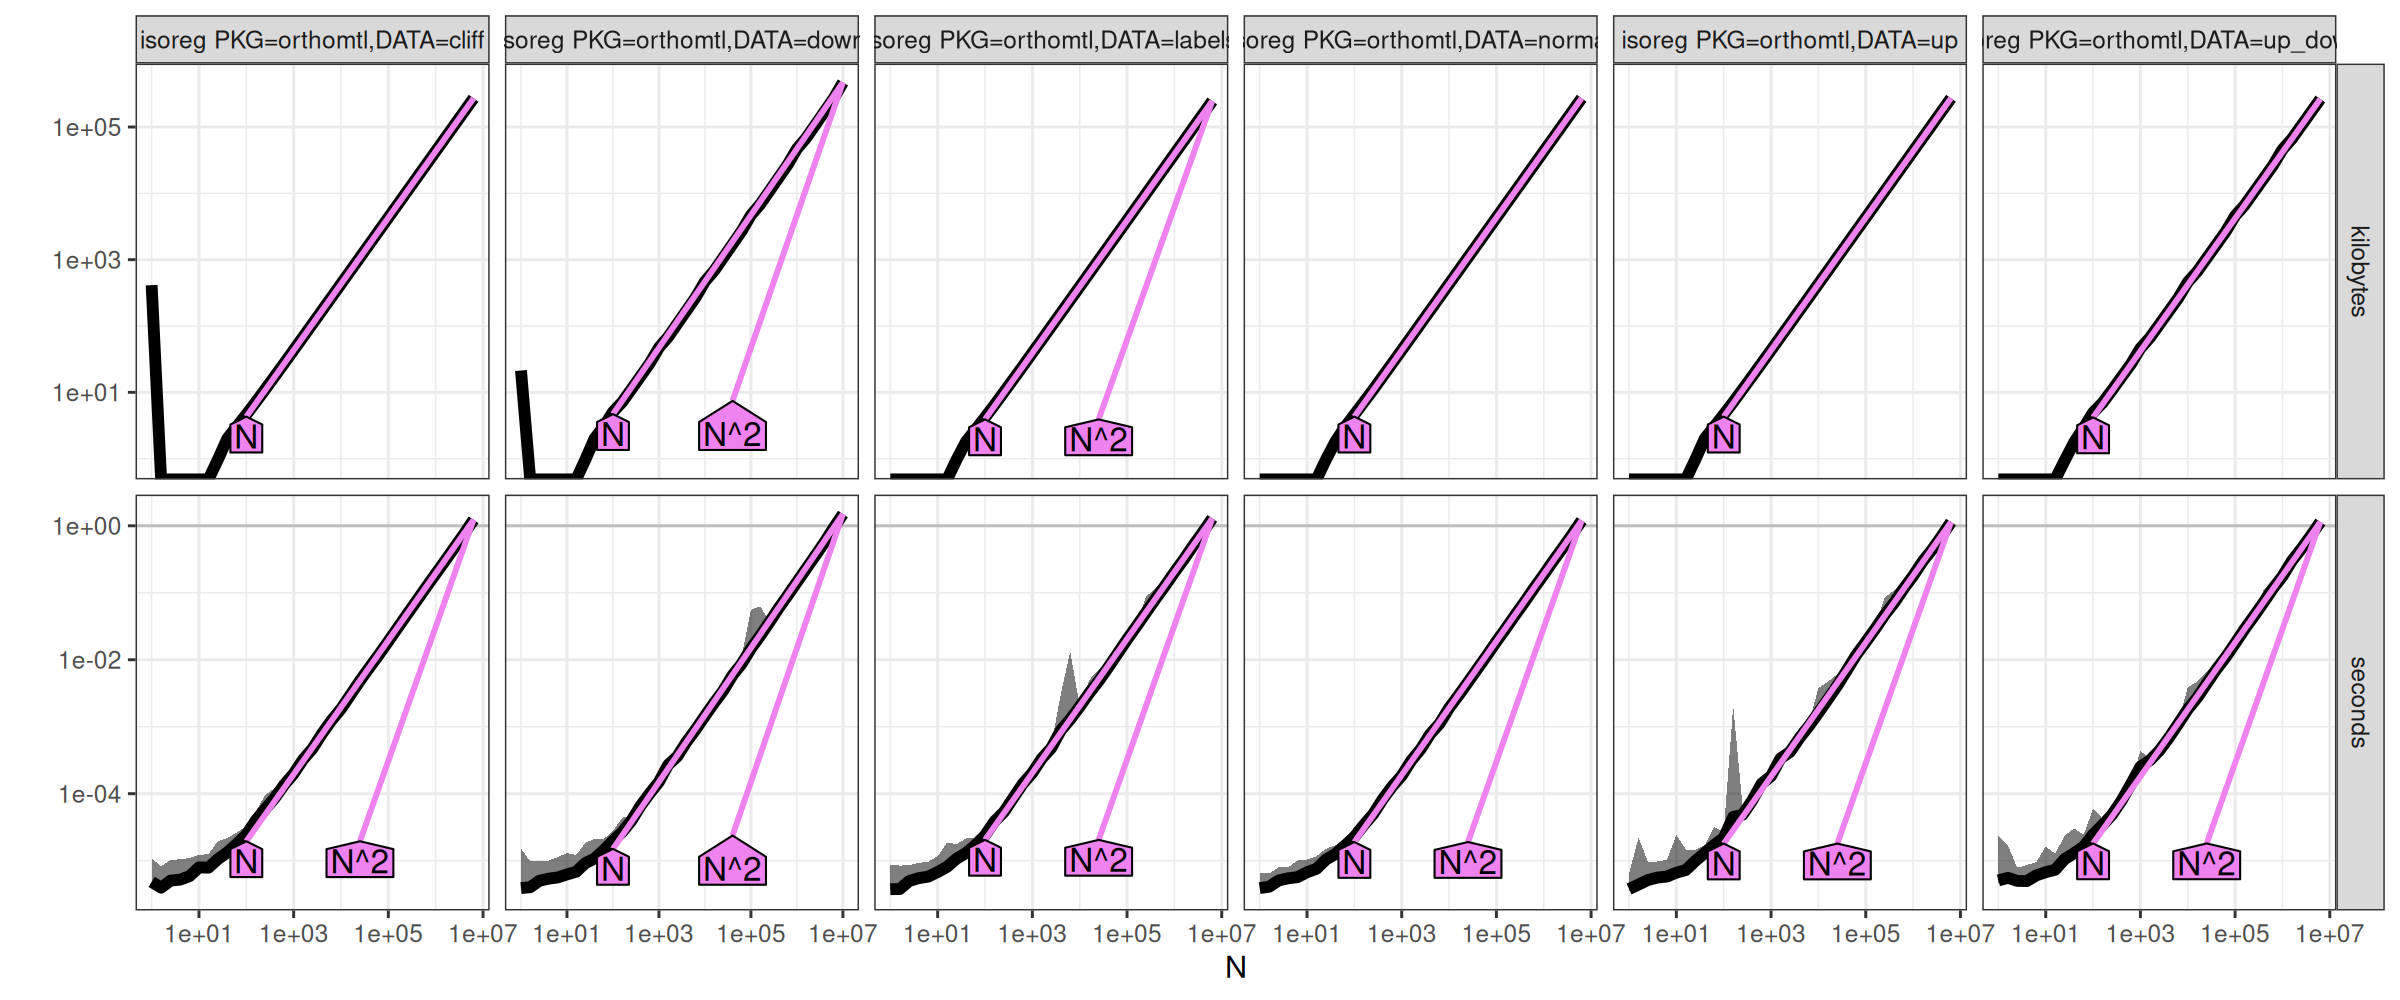 isoreg PKG=orthomtl,DATA=cliff
soreg PKG=orthomtl,DATA=down
soreg PKG=orthomtl,DATA=labels
oreg PKG=orthomtl,DATA=norma
isoreg PKG=orthomtl,DATA=up
reg PKG=orthomtl,DATA=up_dow
1e+05
1e+03
1e+01
N
N N^2
N N^2
N
N
N
kilobytes
1e+00
1e-02
1e-04
N N^2
N N^2
N N^2
N N^2
N N^2
N N^2
seconds
1e+01 1e+03 1e+05 1e+07
1e+01 1e+03 1e+05 1e+07
1e+01 1e+03 1e+05 1e+07
1e+01 1e+03 1e+05 1e+07
1e+01 1e+03 1e+05 1e+07
1e+01 1e+03 1e+05 1e+07
N